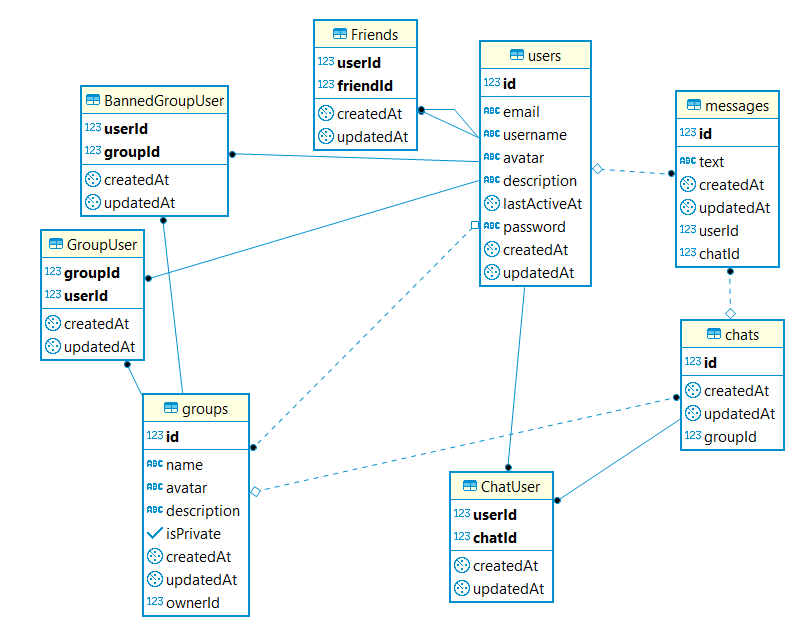 Friends
123 userId
123 friendId
createdAt
updatedAt
users
123 id
ABC email
ABC username
ABC avatar
ABC description
lastActiveAt
ABC password
createdAt
updatedAt
BannedGroupUser
123 userId
123 groupId
createdAt
updatedAt
messages
123 id
ABC text
createdAt
updatedAt
123 userId
123 chatId
GroupUser
123 groupId
123 userId
createdAt
updatedAt
chats
123 id
createdAt
updatedAt
123 groupId
groups
123 id
ABC name
ABC avatar
ABC description
isPrivate
createdAt
updatedAt
123 ownerId
ChatUser
123 userId
123 chatId
createdAt
updatedAt